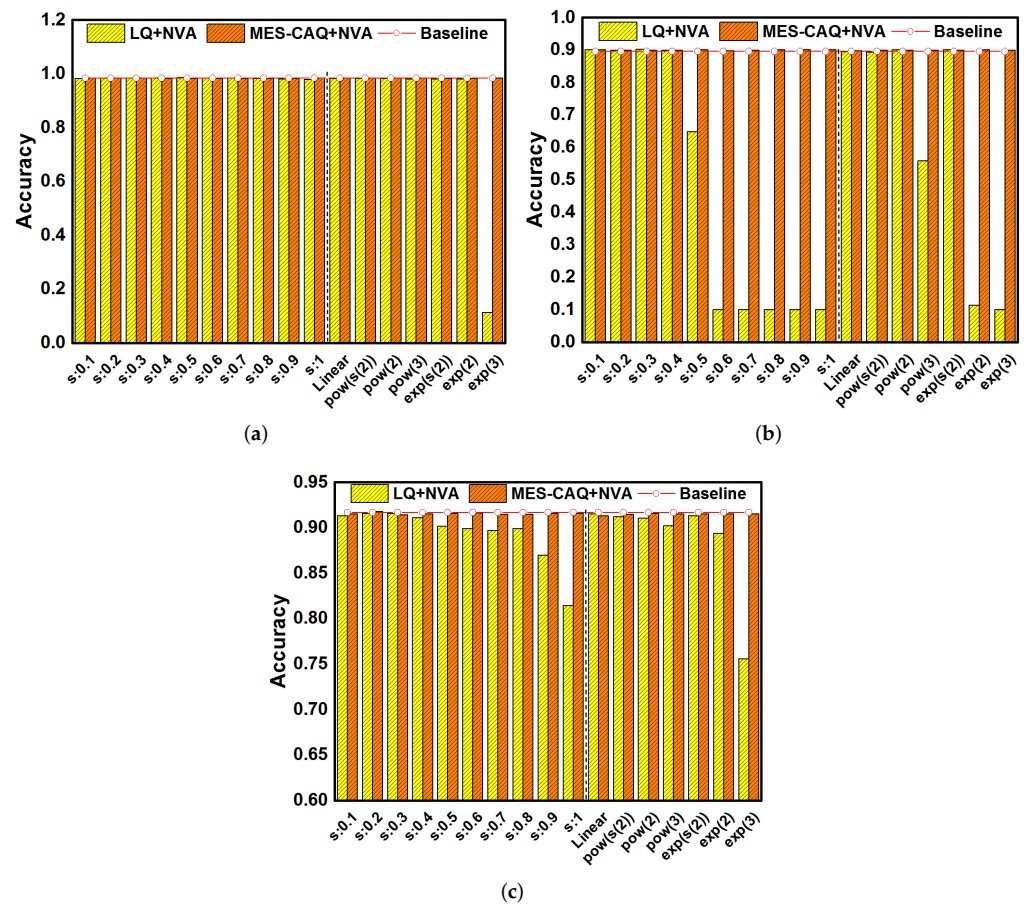 LQ+NVA MES-CAQ+NVA Baseline
Accuracy
1.2
1.0
0.8
0.6
0.4
0.2
0.0
s:0.1 s:0.2 s:0.3 s:0.4 s:0.5 s:0.6 s:0.7 s:0.8 s:0.9 s:1 Linear pow(s(2)) pow(2) pow(3) exp(s(2)) exp(2) exp(3)
(a)
LQ+NVA MES-CAQ+NVA Baseline
Accuracy
1.0
0.9
0.8
0.7
0.6
0.5
0.4
0.3
0.2
0.1
0.0
s:0.1 s:0.2 s:0.3 s:0.4 s:0.5 s:0.6 s:0.7 s:0.8 s:0.9 s:1 Linear pow(s(2)) pow(2) pow(3) exp(s(2)) exp(2) exp(3)
(b)
LQ+NVA MES-CAQ+NVA Baseline
Accuracy
0.95
0.90
0.85
0.80
0.75
0.70
0.65
0.60
s:0.1 s:0.2 s:0.3 s:0.4 s:0.5 s:0.6 s:0.7 s:0.8 s:0.9 s:1 Linear pow(s(2)) pow(2) pow(3) exp(s(2)) exp(2) exp(3)
(c)